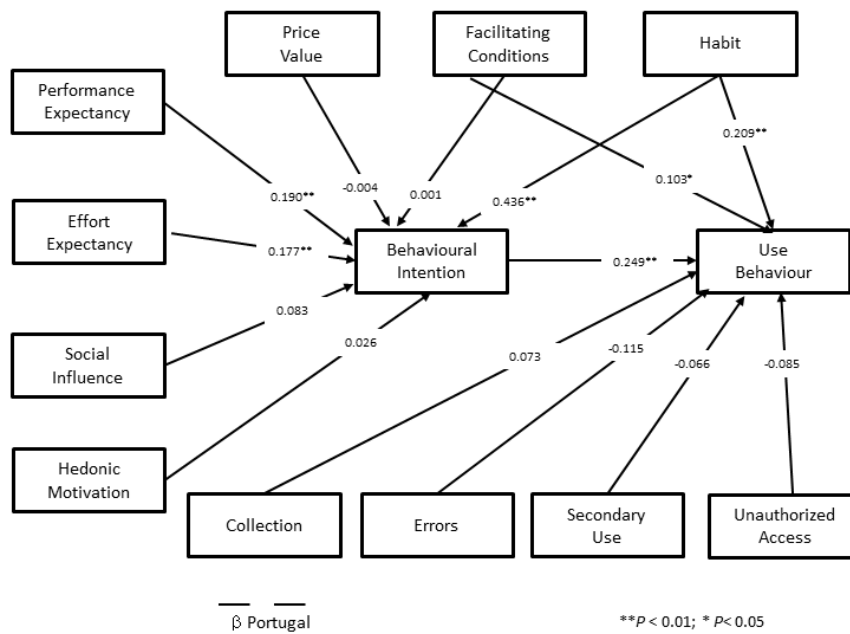 Price
Value
Facilitating
Conditions
Habit
Performance
Expectancy
0.209**
0.190**
-0.004
0.001
0.436**
0.103*
Effort
Expectancy
0.177**
Behavioural
Intention
0.249**
Use
Behaviour
0.083
Social
Influence
0.026
0.073
-0.115
-0.066
-0.085
Hedonic
Motivation
Collection
Errors
Secondary
Use
Unauthorized
Access
β Portugal
**P < 0.01; * P< 0.05